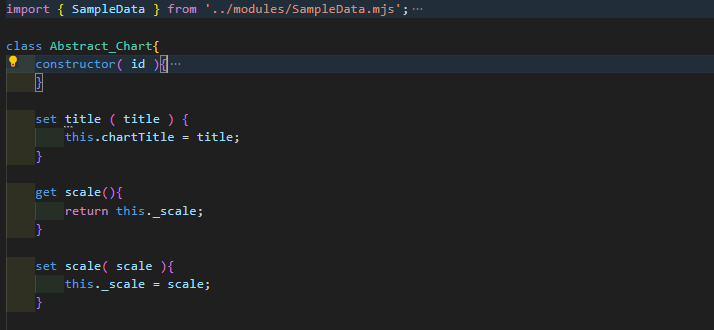 import { SampleData } from '../modules/SampleData.mjs';…
class Abstract_Chart{
constructor( id ){…
}
set title ( title ) {
this.chartTitle = title;
}
get scale(){
return this._scale;
}
set scale( scale ){
this._scale = scale;
}